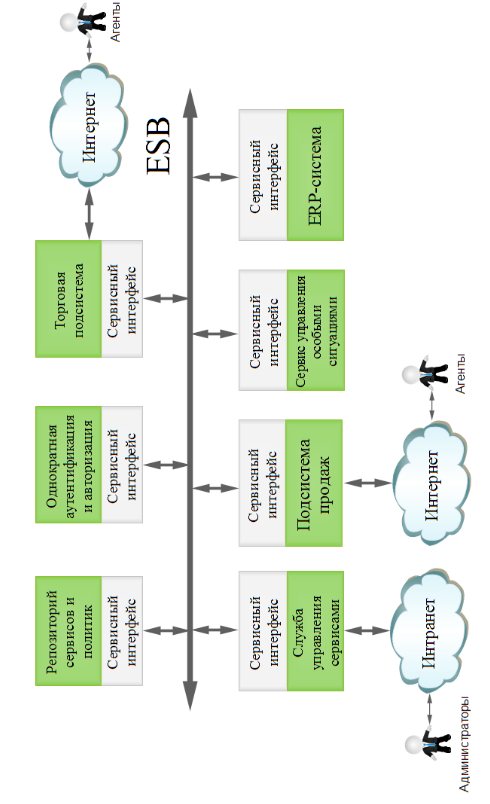 Репозиторий
сервисов и
политик
Сервисный
интерфейс
Однократная
аутентификация
и авторизация
Сервисный
интерфейс
Торговая
подсистема
Сервисный
интерфейс
Интернет
Агенты
ESB
Сервисный
интерфейс
Служба
управления
сервисами
Сервисный
интерфейс
Подсистема
продаж
Сервисный
интерфейс
Сервис управления
особыми
ситуациями
Сервисный
интерфейс
ERP-система
Интранет
Администраторы
Интернет
Агенты